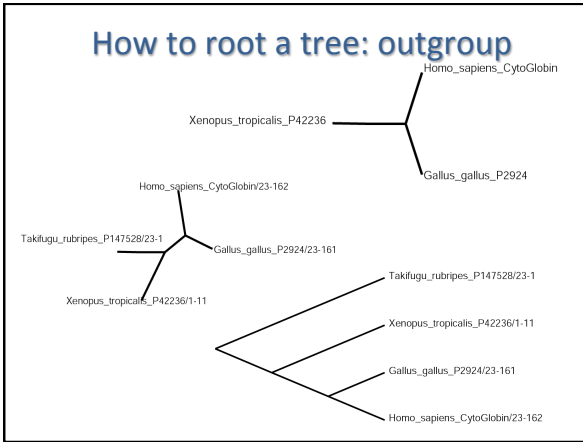 How to root a tree: outgroup
Homo_sapiens_CytoGlobin
Xenopus_tropicalis_P42236
Gallus_gallus_P2924
Homo_sapiens_CytoGlobin/23-162
Takifugu_rubripes_P147528/23-1
Gallus_gallus_P2924/23-161
Xenopus_tropicalis_P42236/1-11
Takifugu_rubripes_P147528/23-1
Xenopus_tropicalis_P42236/1-11
Gallus_gallus_P2924/23-161
Homo_sapiens_CytoGlobin/23-162